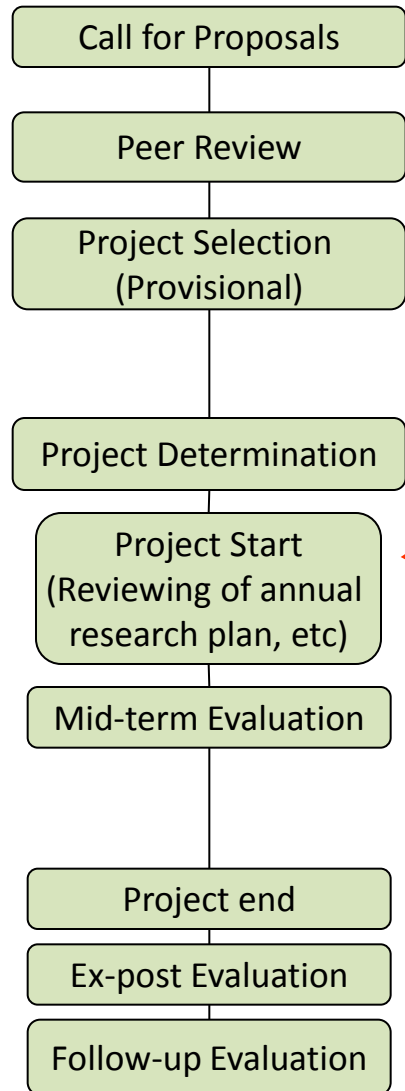 Call for Proposals
Peer Review
Project Selection
(Provisional)
Project Determination
Project Start
(Reviewing of annual
research plan, etc)
Mid-term Evaluation
Project end
Ex-post Evaluation
Follow-up Evaluation